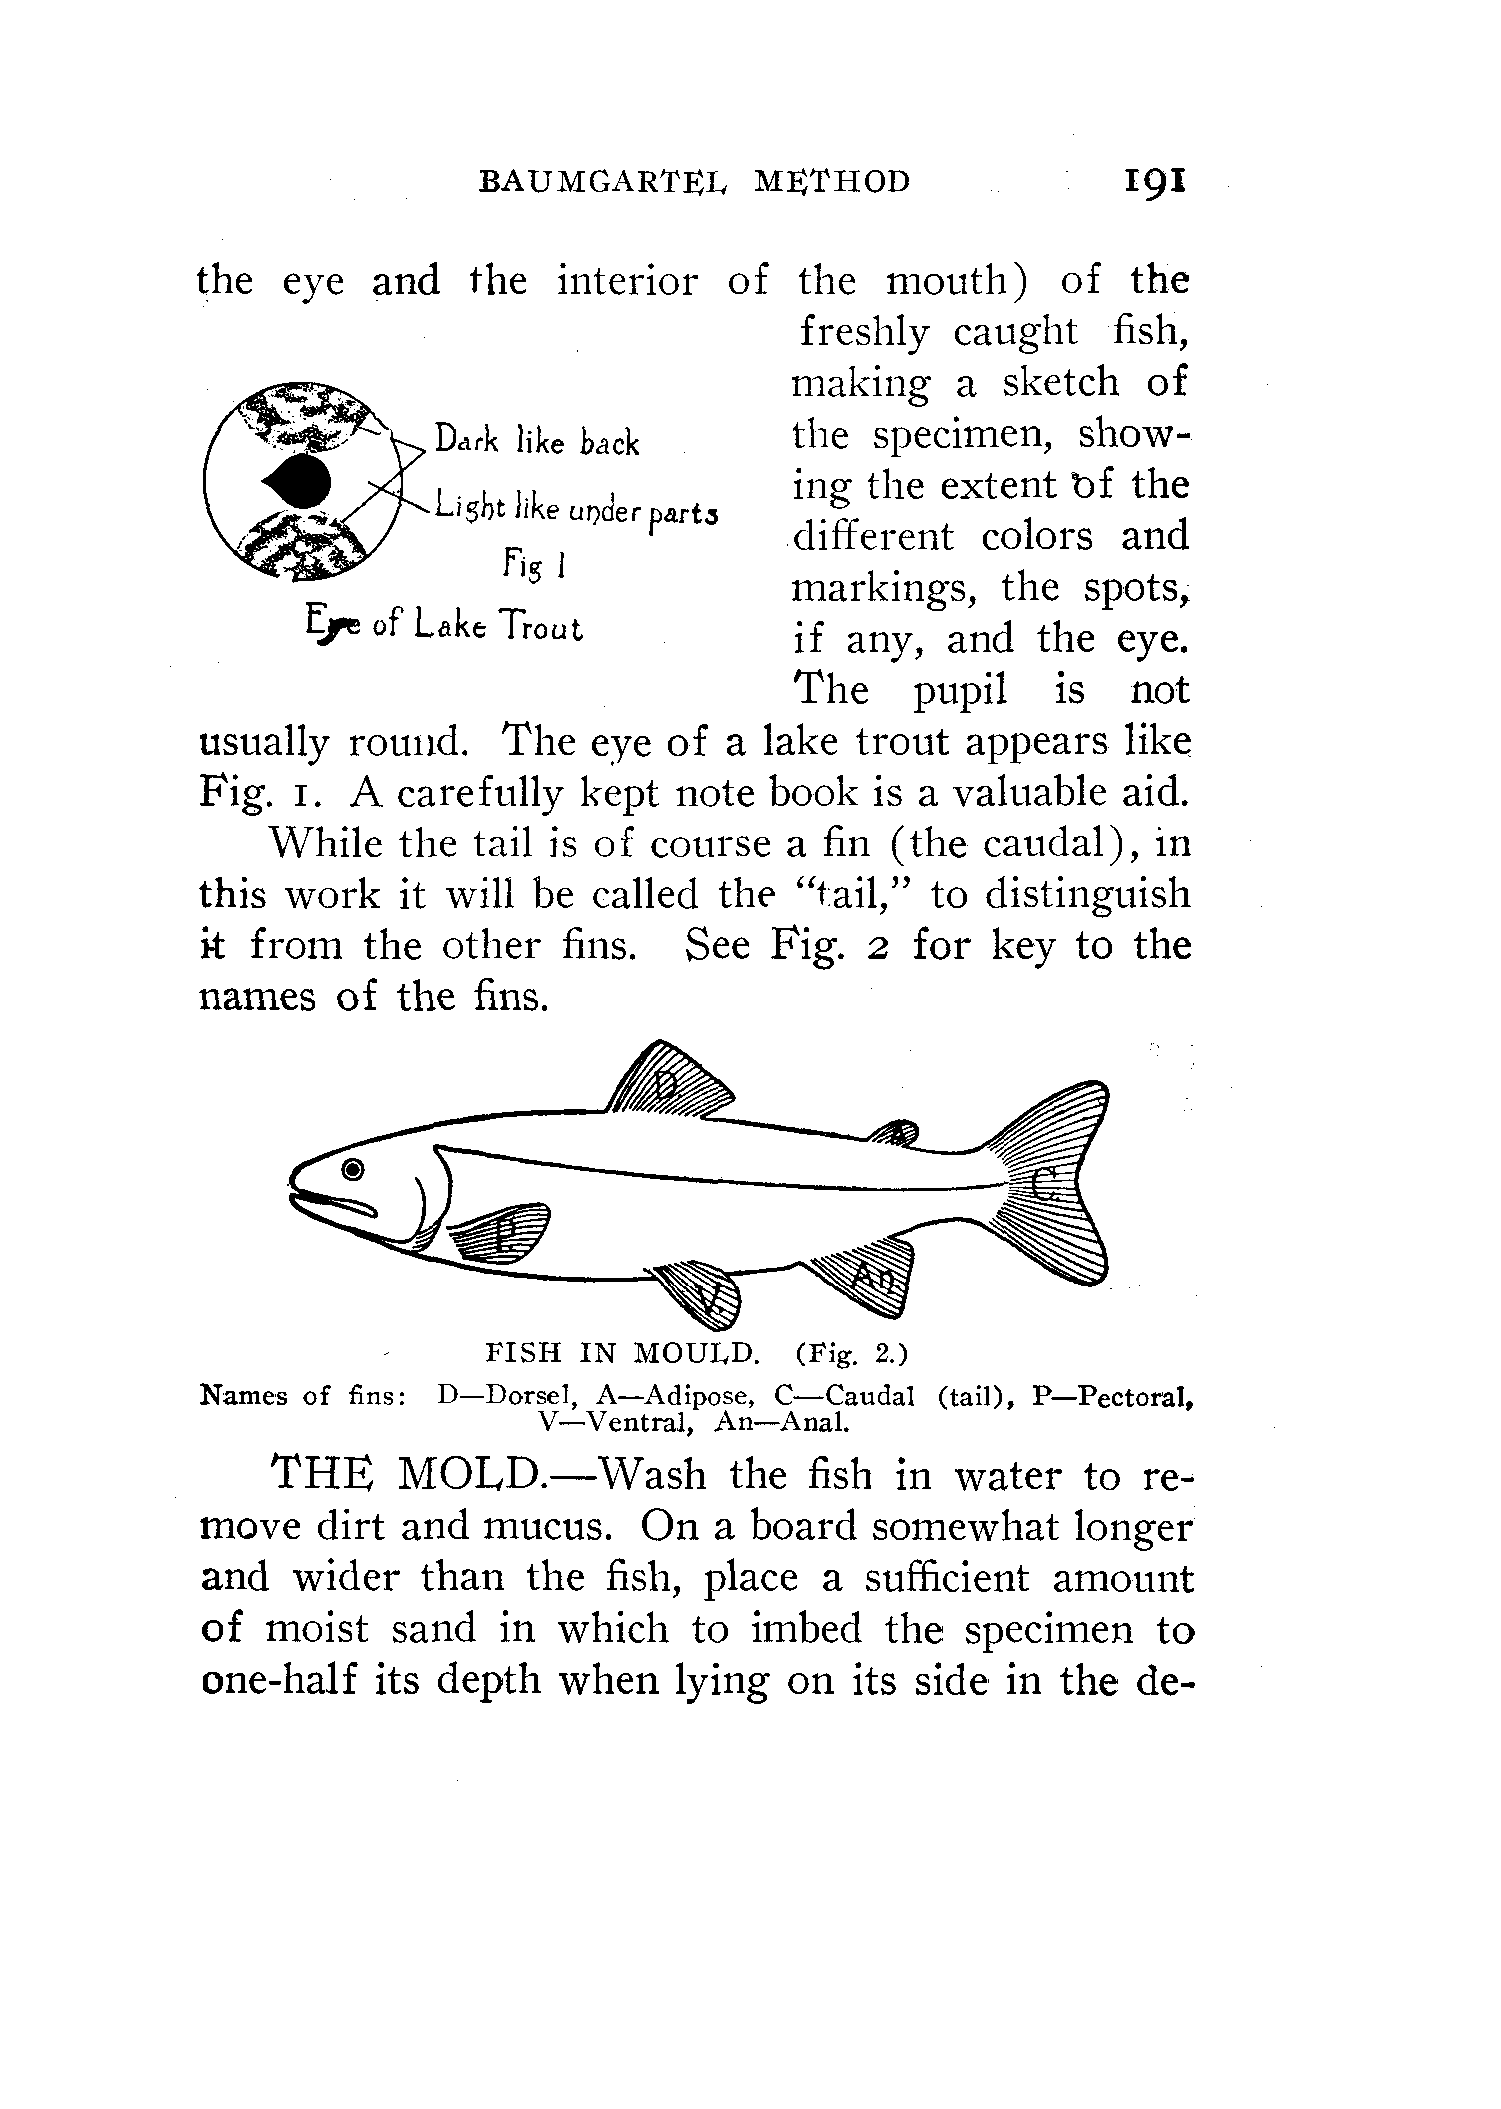 BAUMGARTEL METHOD 191
the eye and the interior of the mouth) of the
freshly caught fish,
making a sketch of
the specimen, show-
ing the extent of the
different colors and
markings, the spots,
if any, and the eye.
The pupil is not
Dark like back
Light like under parts
Fig 1
Eye of Lake Trout
usually round. The eye of a lake trout appears like
Fig. 1. A carefully kept note book is a valuable aid.
While the tail is of course a fin (the caudal), in
this work it will be called the “tail,” to distinguish
it from the other fins. See Fig. 2 for key to the
names of the fins.
D
A
C
P.
V.
An.
FISH IN MOULD. (Fig. 2.)
Names of fins: D—Dorsel, A—Adipose, C—Caudal (tail), P—Pectoral,
V—Ventral, An—Anal.
THE MOLD.—Wash the fish in water to re-
move dirt and mucus. On a board somewhat longer
and wider than the fish, place a sufficient amount
of moist sand in which to imbed the specimen to
one-half its depth when lying on its side in the de-